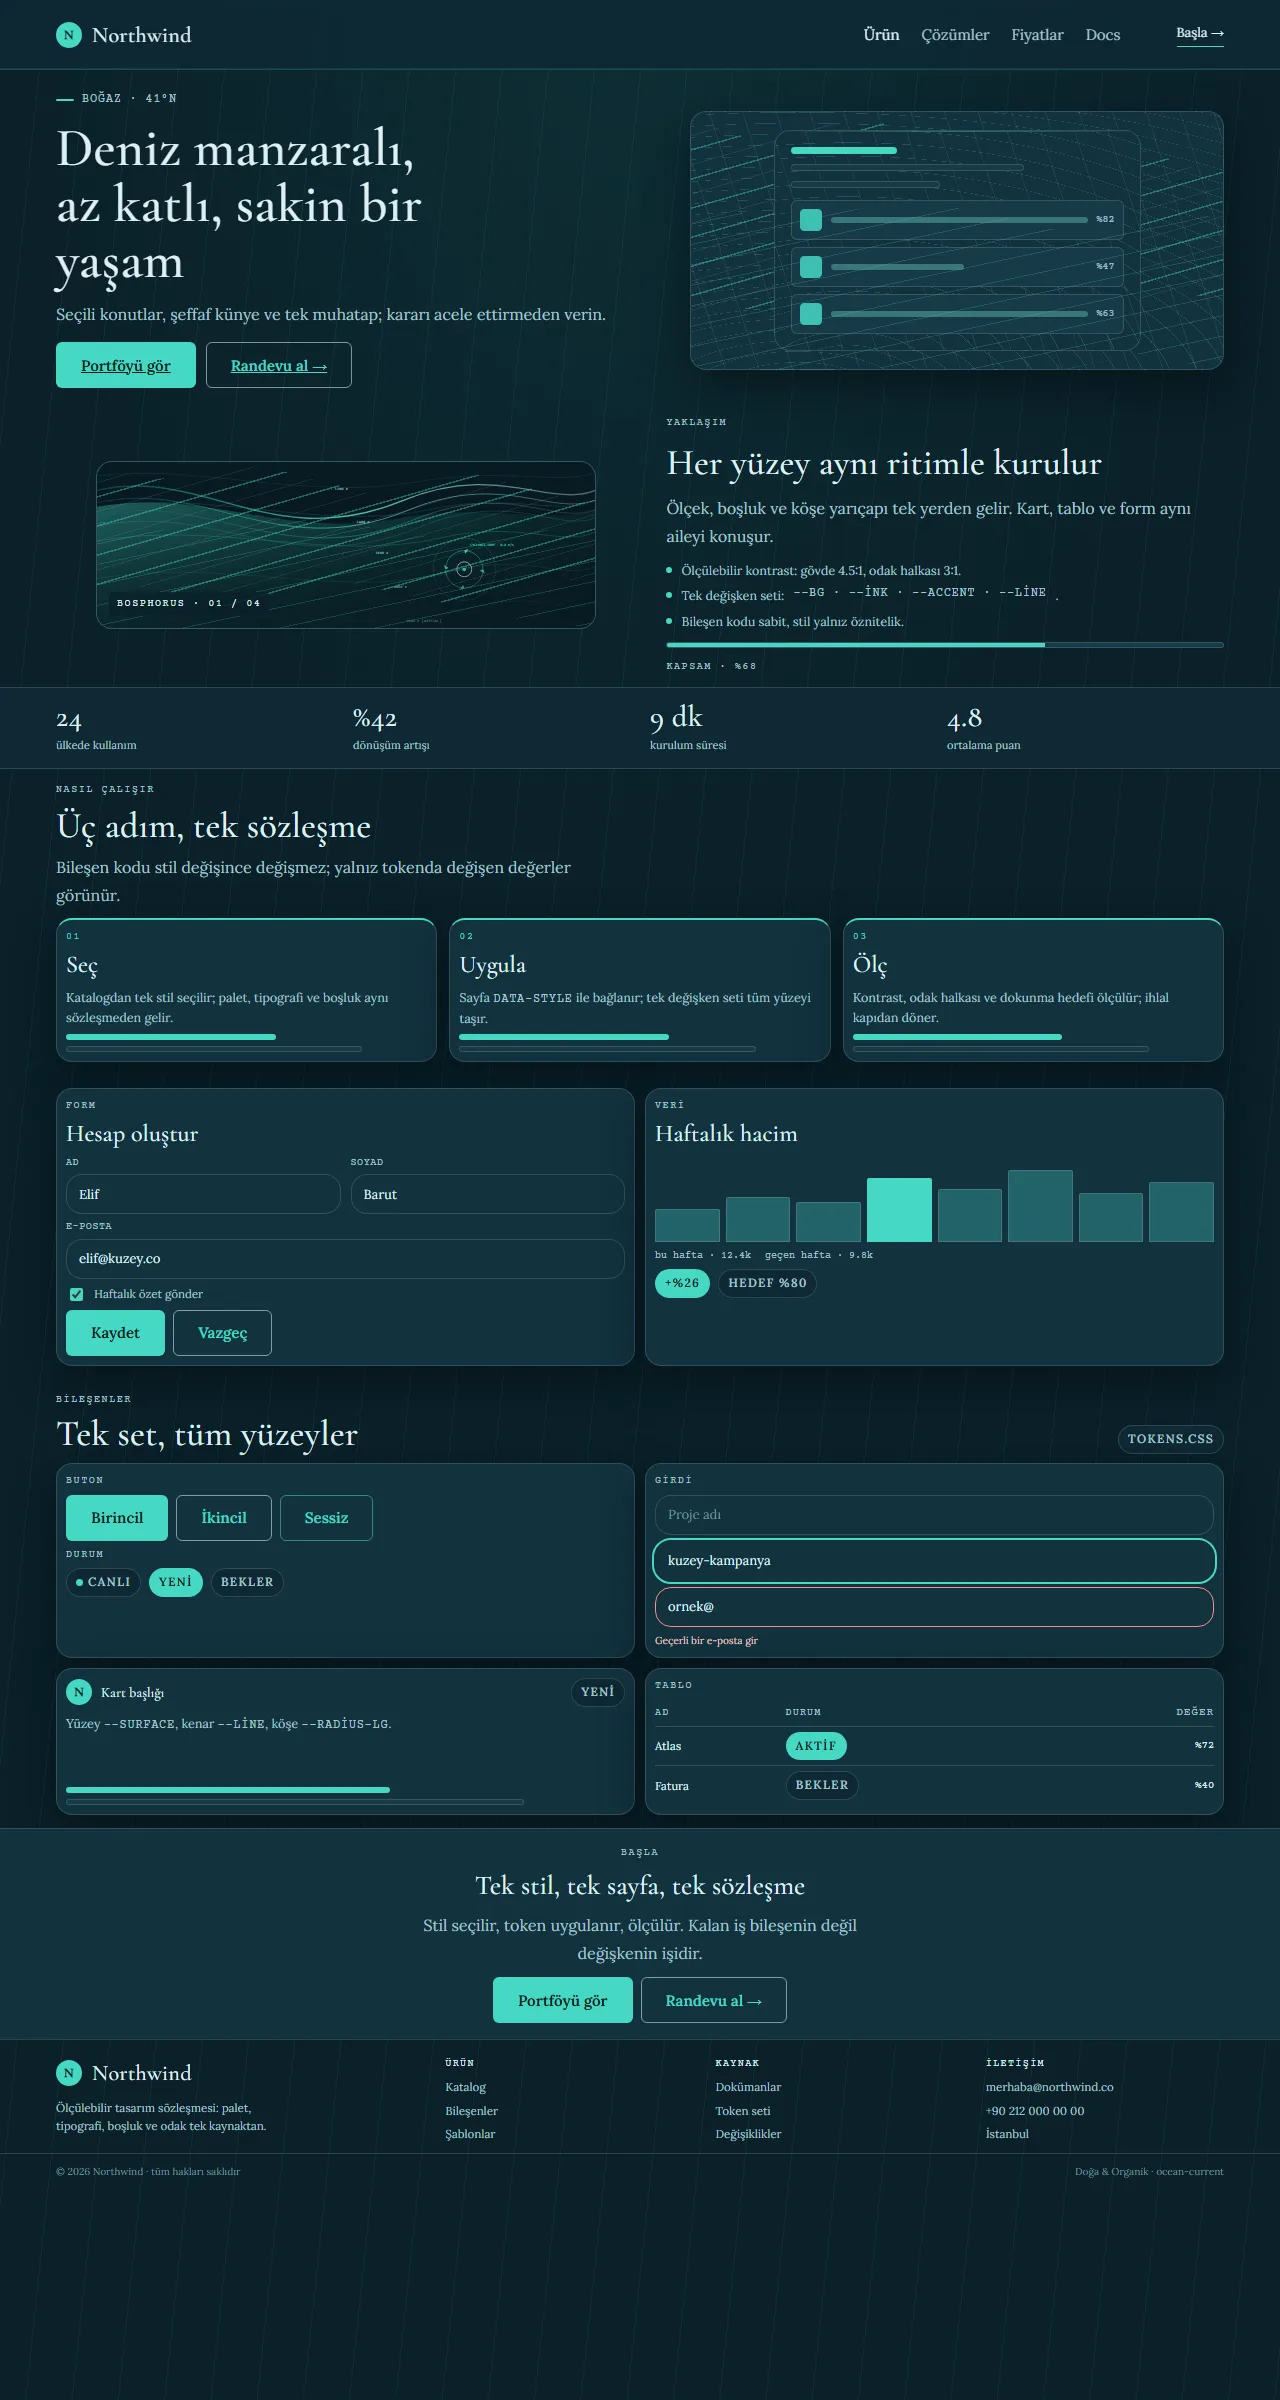 N Northwind
Ürün Çözümler Fiyatlar Docs Başla →
BOĞAZ · 41°N
Deniz manzaralı,
az katlı, sakin bir
yaşam
Seçili konutlar, şeffaf künye ve tek muhatap; kararı acele ettirmeden verin.
Portföyü gör Randevu al →
%82
%47
%63
BOSPHORUS · 01 / 04
YAKLAŞIM
Her yüzey aynı ritimle kurulur
Ölçek, boşluk ve köşe yarıçapı tek yerden gelir. Kart, tablo ve form aynı
aileyi konuşur.
Ölçülebilir kontrast: gövde 4.5:1, odak halkası 3:1.
Tek değişken seti: --BG · --İNK · --ACCENT · --LİNE .
Bileşen kodu sabit, stil yalnız öznitelik.
KAPSAM · %68
24
ülkede kullanım
%42
dönüşüm artışı
9 dk
kurulum süresi
4.8
ortalama puan
NASIL ÇALIŞIR
Üç adım, tek sözleşme
Bileşen kodu stil değişince değişmez; yalnız tokenda değişen değerler
görünür.
01
Seç
Katalogdan tek stil seçilir; palet, tipografi ve boşluk aynı
sözleşmeden gelir.
02
Uygula
Sayfa DATA-STYLE ile bağlanır; tek değişken seti tüm yüzeyi
taşır.
03
Ölç
Kontrast, odak halkası ve dokunma hedefi ölçülür; ihlal
kapıdan döner.
FORM
Hesap oluştur
AD
SOYAD
Elif
Barut
E-POSTA
elif@kuzey.co
Haftalık özet gönder
Kaydet Vazgeç
VERİ
Haftalık hacim
bu hafta · 12.4k geçen hafta · 9.8k
+%26 HEDEF %80
BİLEŞENLER
Tek set, tüm yüzeyler
TOKENS.CSS
BUTON
Birincil İkincil Sessiz
DURUM
CANLI YENİ BEKLER
GİRDİ
Proje adı
kuzey-kampanya
ornek@
Geçerli bir e-posta gir
N Kart başlığı YENİ
Yüzey --SURFACE, kenar --LİNE, köşe --RADİUS-LG.
TABLO
AD DURUM DEĞER
Atlas AKTİF %72
Fatura BEKLER %40
BAŞLA
Tek stil, tek sayfa, tek sözleşme
Stil seçilir, token uygulanır, ölçülür. Kalan iş bileşenin değil
değişkenin işidir.
Portföyü gör Randevu al →
N Northwind
Ölçülebilir tasarım sözleşmesi: palet,
tipografi, boşluk ve odak tek kaynaktan.
ÜRÜN
Katalog
Bileşenler
Şablonlar
KAYNAK
Dokümanlar
Token seti
Değişiklikler
İLETİŞİM
merhaba@northwind.co
+90 212 000 00 00
İstanbul
© 2026 Northwind · tüm hakları saklıdır
Doğa & Organik · ocean-current